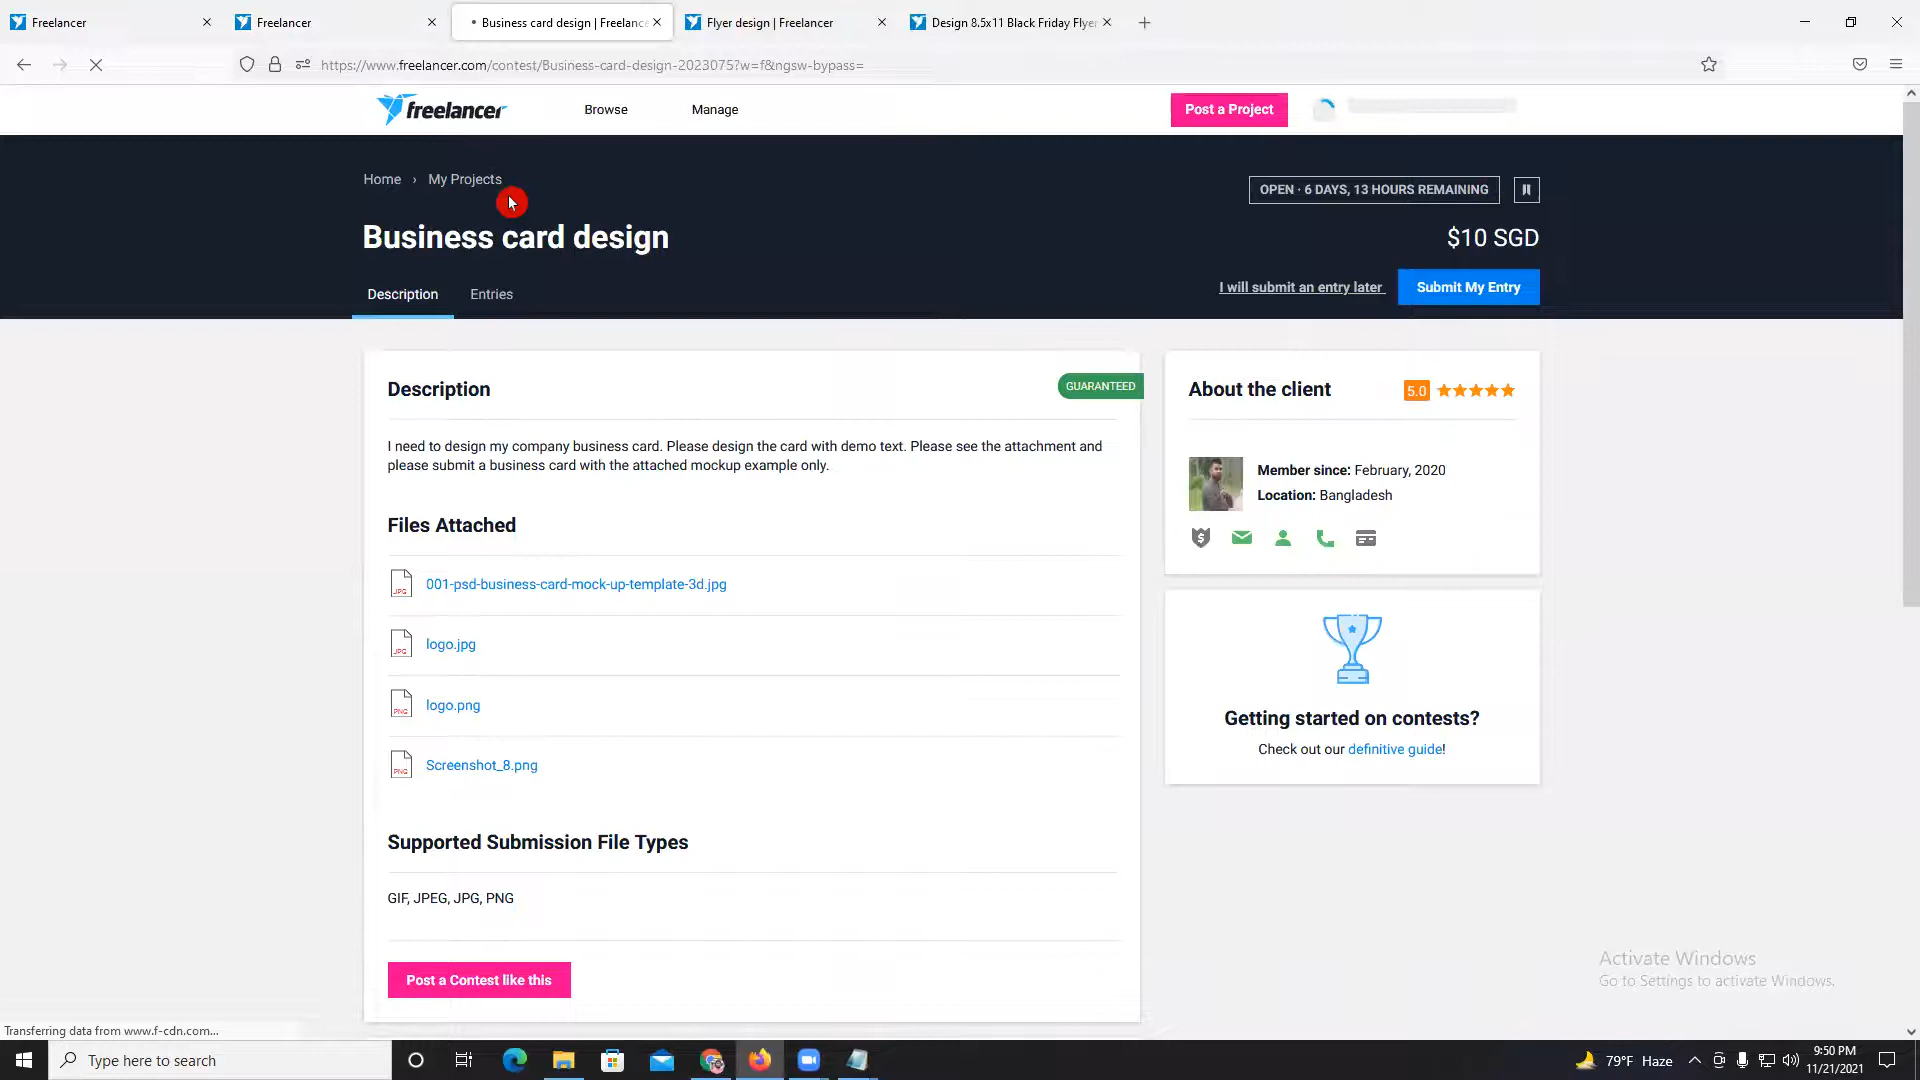 Freelancer
Freelancer
Business card design | Freelance
Flyer design | Freelancer
Design 8.5x11 Black Friday Flyer
https://www.freelancer.com/contest/Business-card-design-2023075?w=f&ngsw-bypass=
freelancer
Browse
Manage
Post a Project
Home › My Projects
OPEN · 6 DAYS, 13 HOURS REMAINING
Business card design
$10 SGD
Description
Entries
I will submit an entry later
Submit My Entry
Description
GUARANTEED
I need to design my company business card. Please design the card with demo text. Please see the attachment and
please submit a business card with the attached mockup example only.
Files Attached
JPG
001-psd-business-card-mock-up-template-3d.jpg
JPG
logo.jpg
PNG
logo.png
PNG
Screenshot_8.png
Supported Submission File Types
GIF, JPEG, JPG, PNG
Post a Contest like this
About the client
5.0
Member since: February, 2020
Location: Bangladesh
Getting started on contests?
Check out our definitive guide!
Activate Windows
Go to Settings to activate Windows.
Transferring data from www.f-cdn.com...
Type here to search
79°F Haze
9:50 PM
11/21/2021